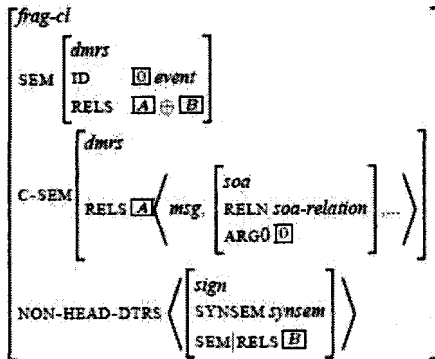 frag-cl
dmrs
SEM ID 0 event
RELS A ⊕ B
dmrs
soa
C-SEM RELS A ⟨ msg, RELN soa-relation ,... ⟩
ARG0 0
sign
NON-HEAD-DTRS ⟨ SYNSEM synsem ⟩
SEM|RELS B